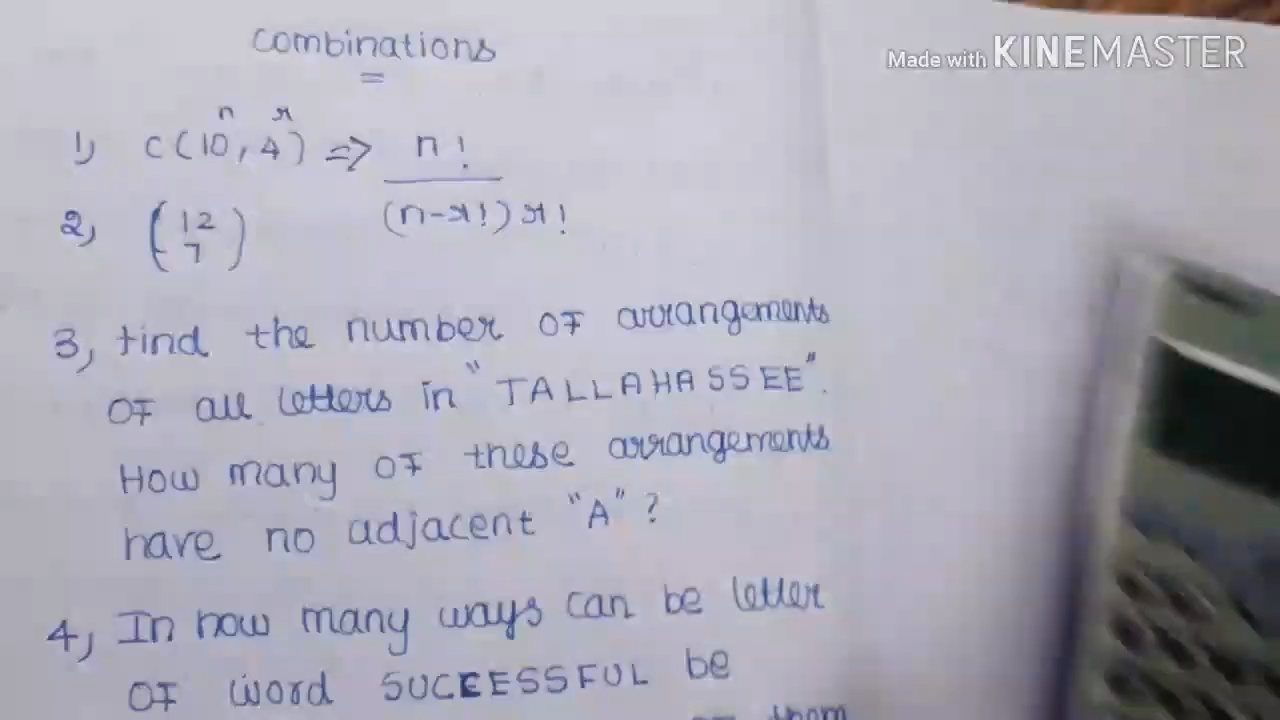 Made with KINEMASTER
combinations
=
n r
1) C(10,4) => n!
(n-r!) r!
2) (12
7)
3, Find the number of arrangements
of all letters in "TALLAHASSEE".
How many of these arrangements
have no adjacent "A"?
4, In how many ways can be letter
of word SUCEESSFUL be
them